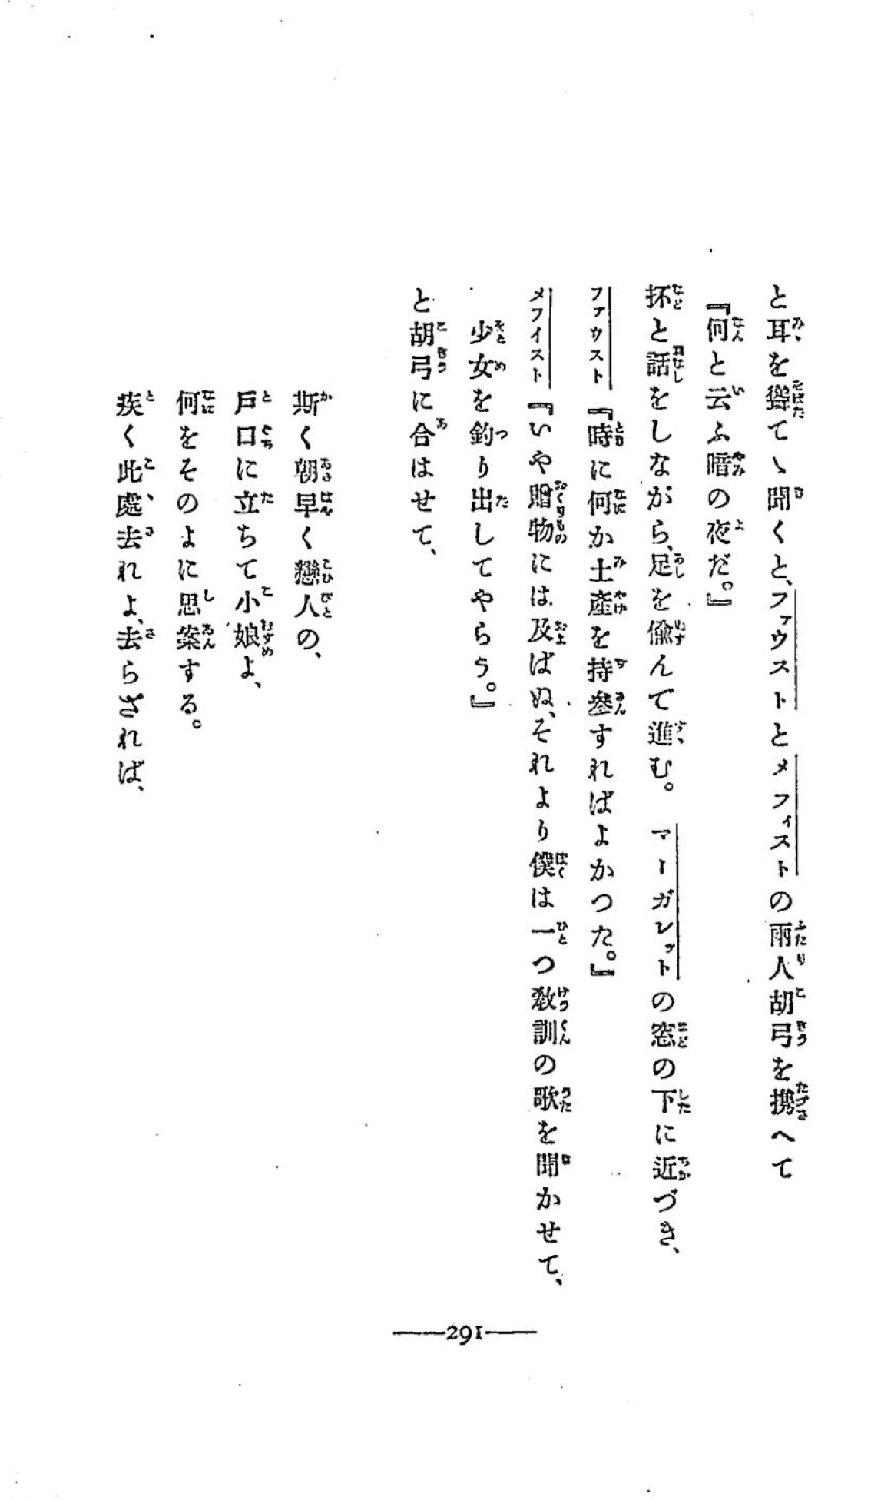 と耳を聳てゝ聞くと、ファウストとメフィストの兩人胡弓を携へて
『何と云ふ暗の夜だ。』
抔と話をしながら、足を偸んで進む。マーガレットの窓の下に近づき、
ファウスト『時に何か土產を持參すればよかつた。』
メフイスト『いや贈物には及ばぬ、それより僕は一つ敎訓の歌を聞かせて、
少女を釣り出してやらう。』
と胡弓に合はせて、
斯く朝早く戀人の、
戶口に立ちて小娘よ、
何をそのよに思案する。
疾く此處去れよ、去らざれば、
291